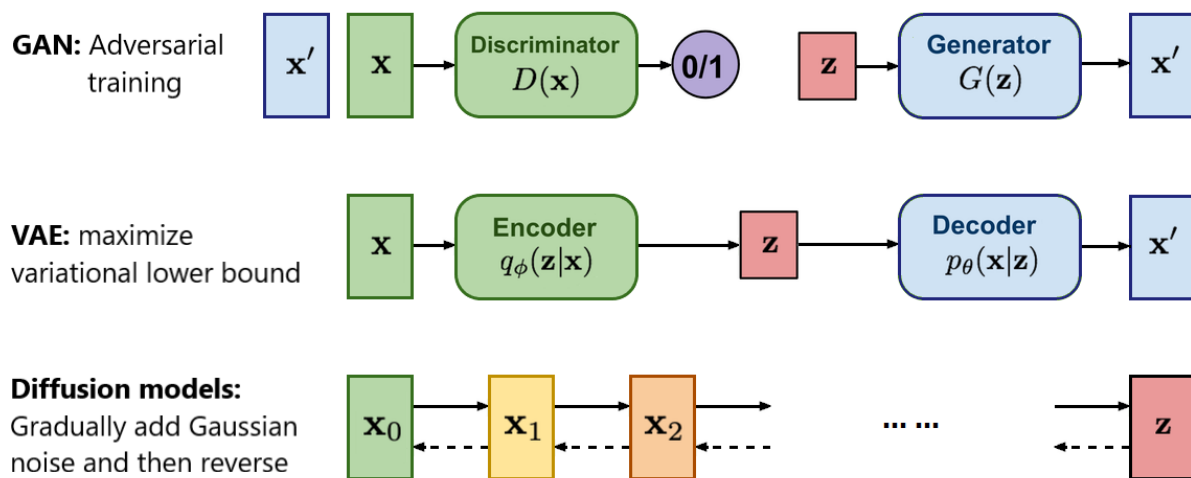 GAN: Adversarial
training
x′
x
Discriminator
D(x)
0/1
z
Generator
G(z)
x′
VAE: maximize
variational lower bound
x
Encoder
qϕ(z|x)
z
Decoder
pθ(x|z)
x′
Diffusion models:
Gradually add Gaussian
noise and then reverse
x₀
x₁
x₂
... ...
z